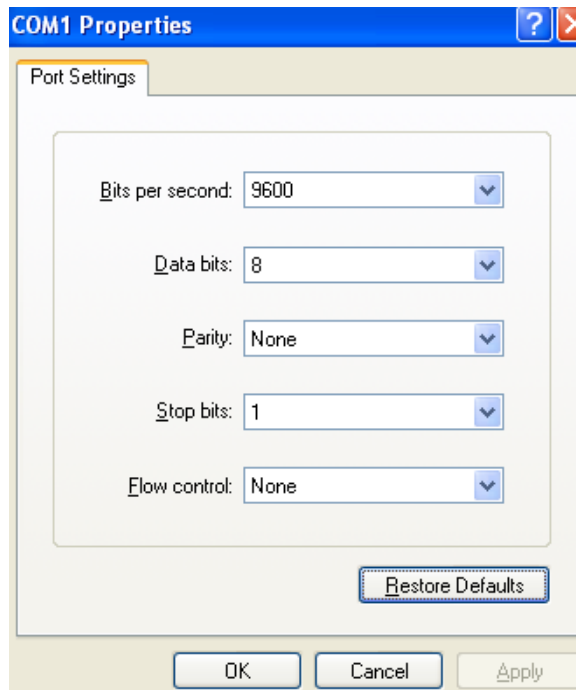 COM1 Properties
Port Settings
Bits per second: 9600
Data bits: 8
Parity: None
Stop bits: 1
Flow control: None
Restore Defaults
OK Cancel Apply